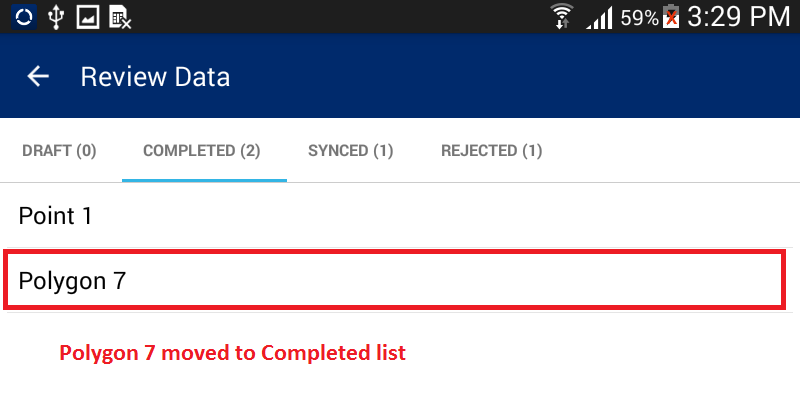 59% 3:29 PM
Review Data
DRAFT (0) COMPLETED (2) SYNCED (1) REJECTED (1)
Point 1
Polygon 7
Polygon 7 moved to Completed list